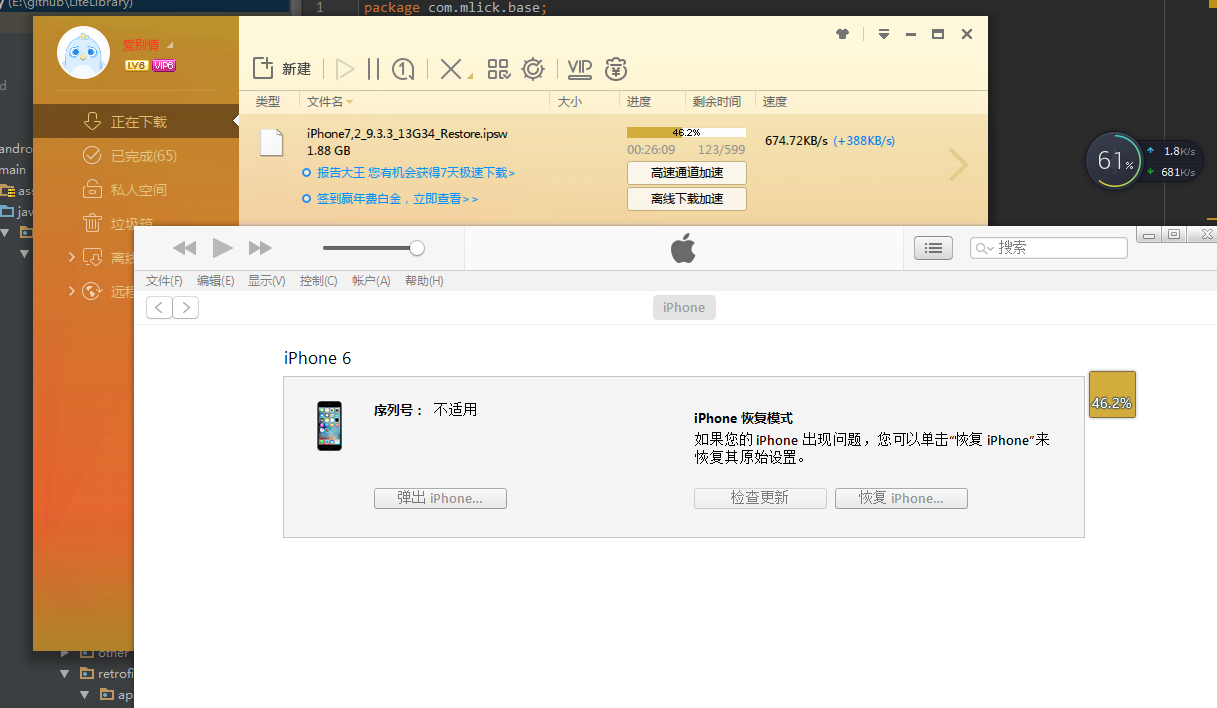 (E:\github\LiteLibrary)
1
package com.mlick.base;
爱别倩
LV6 VIP6
新建
VIP
类型 文件名 大小 进度 剩余时间 速度
正在下载
iPhone7,2_9.3.3_13G34_Restore.ipsw
1.88 GB
46.2%
00:26:09 123/599
674.72KB/s (+388KB/s)
报告大王 您有机会获得7天极速下载>
高速通道加速
签到赢年费白金，立即查看>>
离线下载加速
已完成(65)
私人空间
垃圾箱
离线
远程
61%
1.8K/s
681K/s
andro
main
ass
jav
搜索
文件(F) 编辑(E) 显示(V) 控制(C) 帐户(A) 帮助(H)
iPhone
iPhone 6
序列号： 不适用
iPhone 恢复模式
如果您的 iPhone 出现问题，您可以单击“恢复 iPhone”来
恢复其原始设置。
弹出 iPhone...
检查更新
恢复 iPhone...
46.2%
other
retrofi
ap